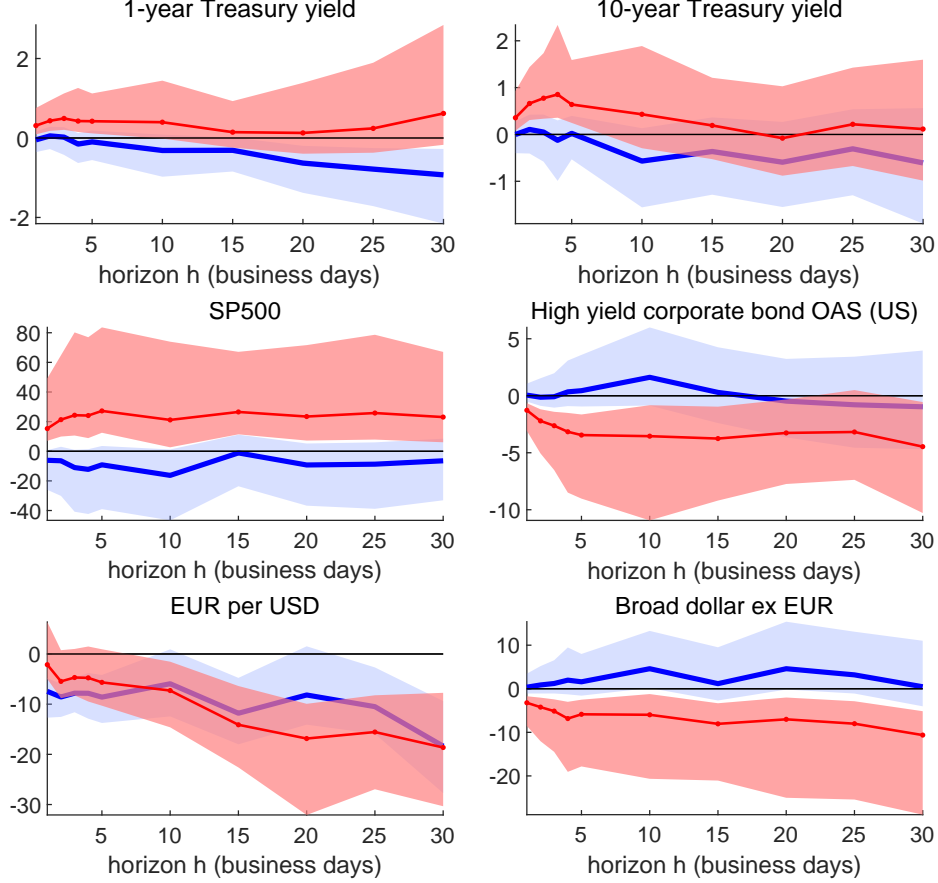 1-year Treasury yield
2
0
-2
5 10 15 20 25 30
horizon h (business days)
10-year Treasury yield
2
1
0
-1
5 10 15 20 25 30
horizon h (business days)
SP500
80
60
40
20
0
-20
-40
5 10 15 20 25 30
horizon h (business days)
High yield corporate bond OAS (US)
5
0
-5
-10
5 10 15 20 25 30
horizon h (business days)
EUR per USD
0
-10
-20
-30
5 10 15 20 25 30
horizon h (business days)
Broad dollar ex EUR
10
0
-10
-20
5 10 15 20 25 30
horizon h (business days)